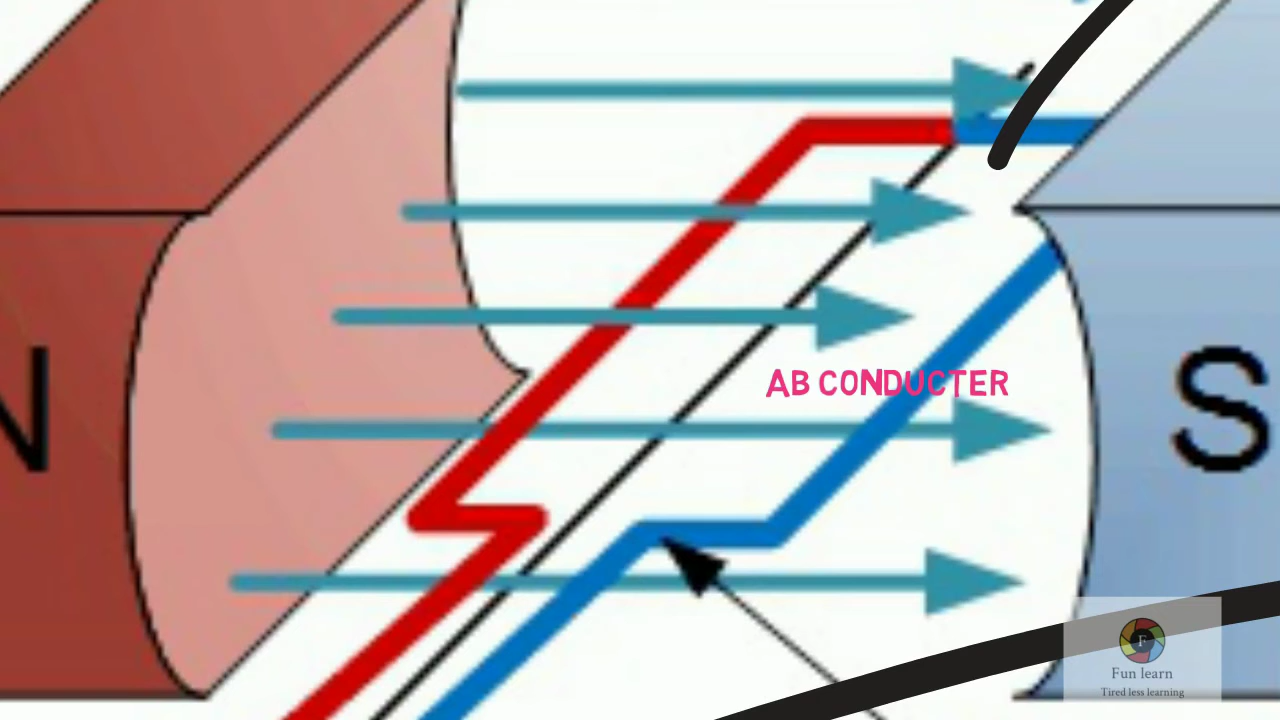 N
S
AB CONDUCTER
F
Fun learn
Tired less learning